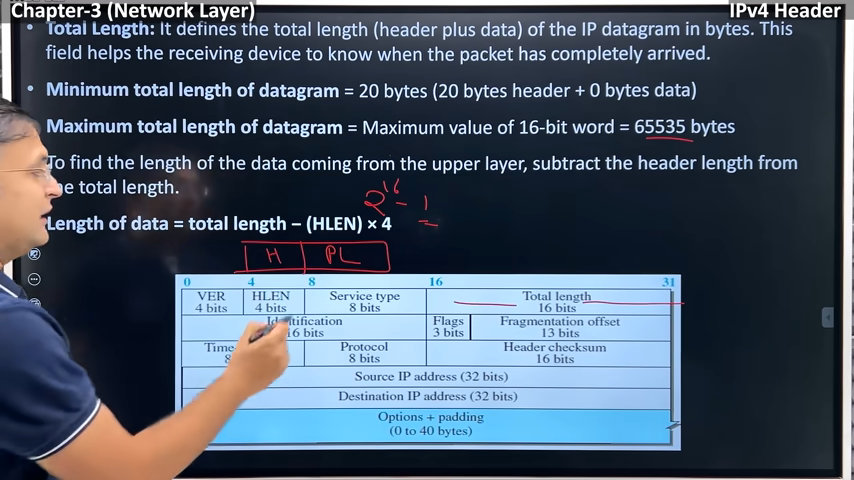 Chapter-3 (Network Layer)
IPv4 Header
• Total Length: It defines the total length (header plus data) of the IP datagram in bytes. This
field helps the receiving device to know when the packet has completely arrived.
• Minimum total length of datagram = 20 bytes (20 bytes header + 0 bytes data)
Maximum total length of datagram = Maximum value of 16-bit word = 65535 bytes
To find the length of the data coming from the upper layer, subtract the header length from
the total length.
2^16 - 1
Length of data = total length − (HLEN) × 4
H PL
0 4 8 16 31
VER HLEN Service type Total length
4 bits 4 bits 8 bits 16 bits
Identification Flags Fragmentation offset
16 bits 3 bits 13 bits
Time Protocol Header checksum
8 8 bits 16 bits
Source IP address (32 bits)
Destination IP address (32 bits)
Options + padding
(0 to 40 bytes)